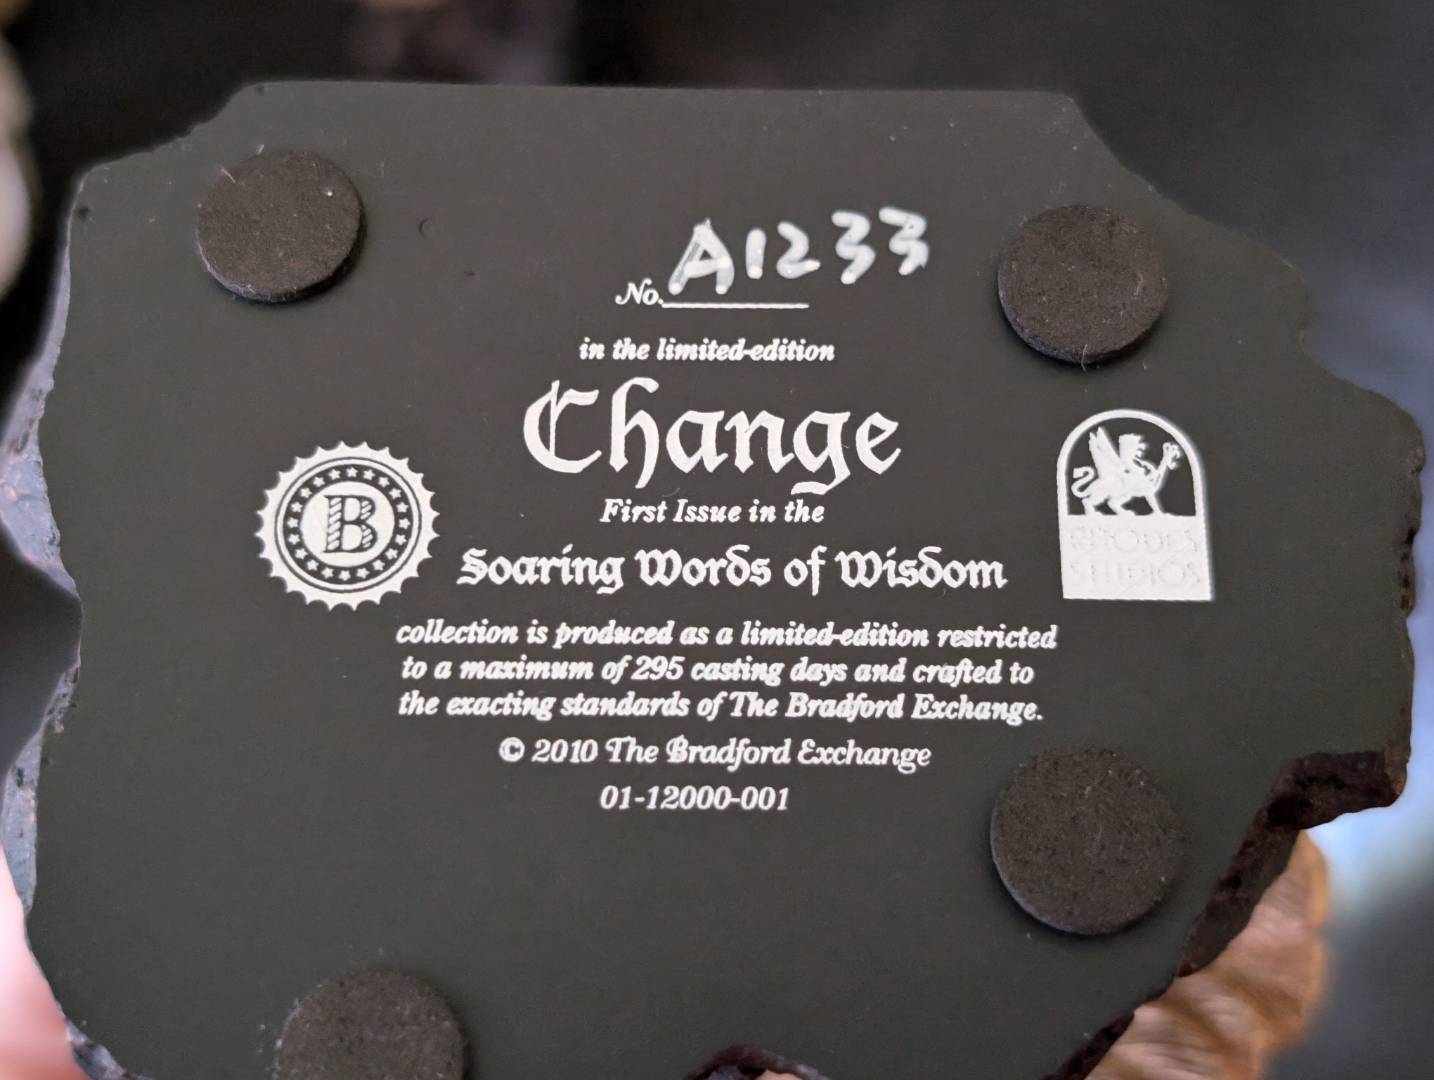 No. A1233
in the limited-edition
Change
First Issue in the
B
Soaring Words of Wisdom
RHODES
STUDIOS
collection is produced as a limited-edition restricted
to a maximum of 295 casting days and crafted to
the exacting standards of The Bradford Exchange.
© 2010 The Bradford Exchange
01-12000-001